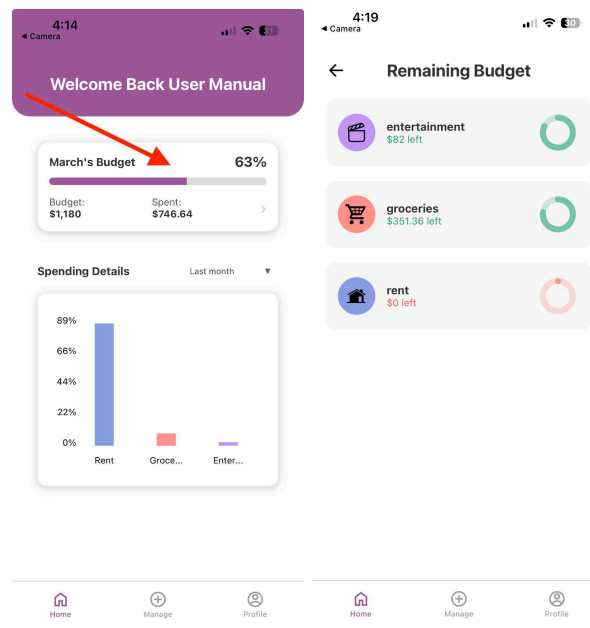 4:14
◄ Camera
31
Welcome Back User Manual
March's Budget 63%
Budget: Spent:
$1,180 $746.64 >
Spending Details Last month ▼
89%
66%
44%
22%
0%
Rent Groce... Enter...
Home Manage Profile
4:19
◄ Camera
30
← Remaining Budget
entertainment
$82 left
groceries
$351.36 left
rent
$0 left
Home Manage Profile